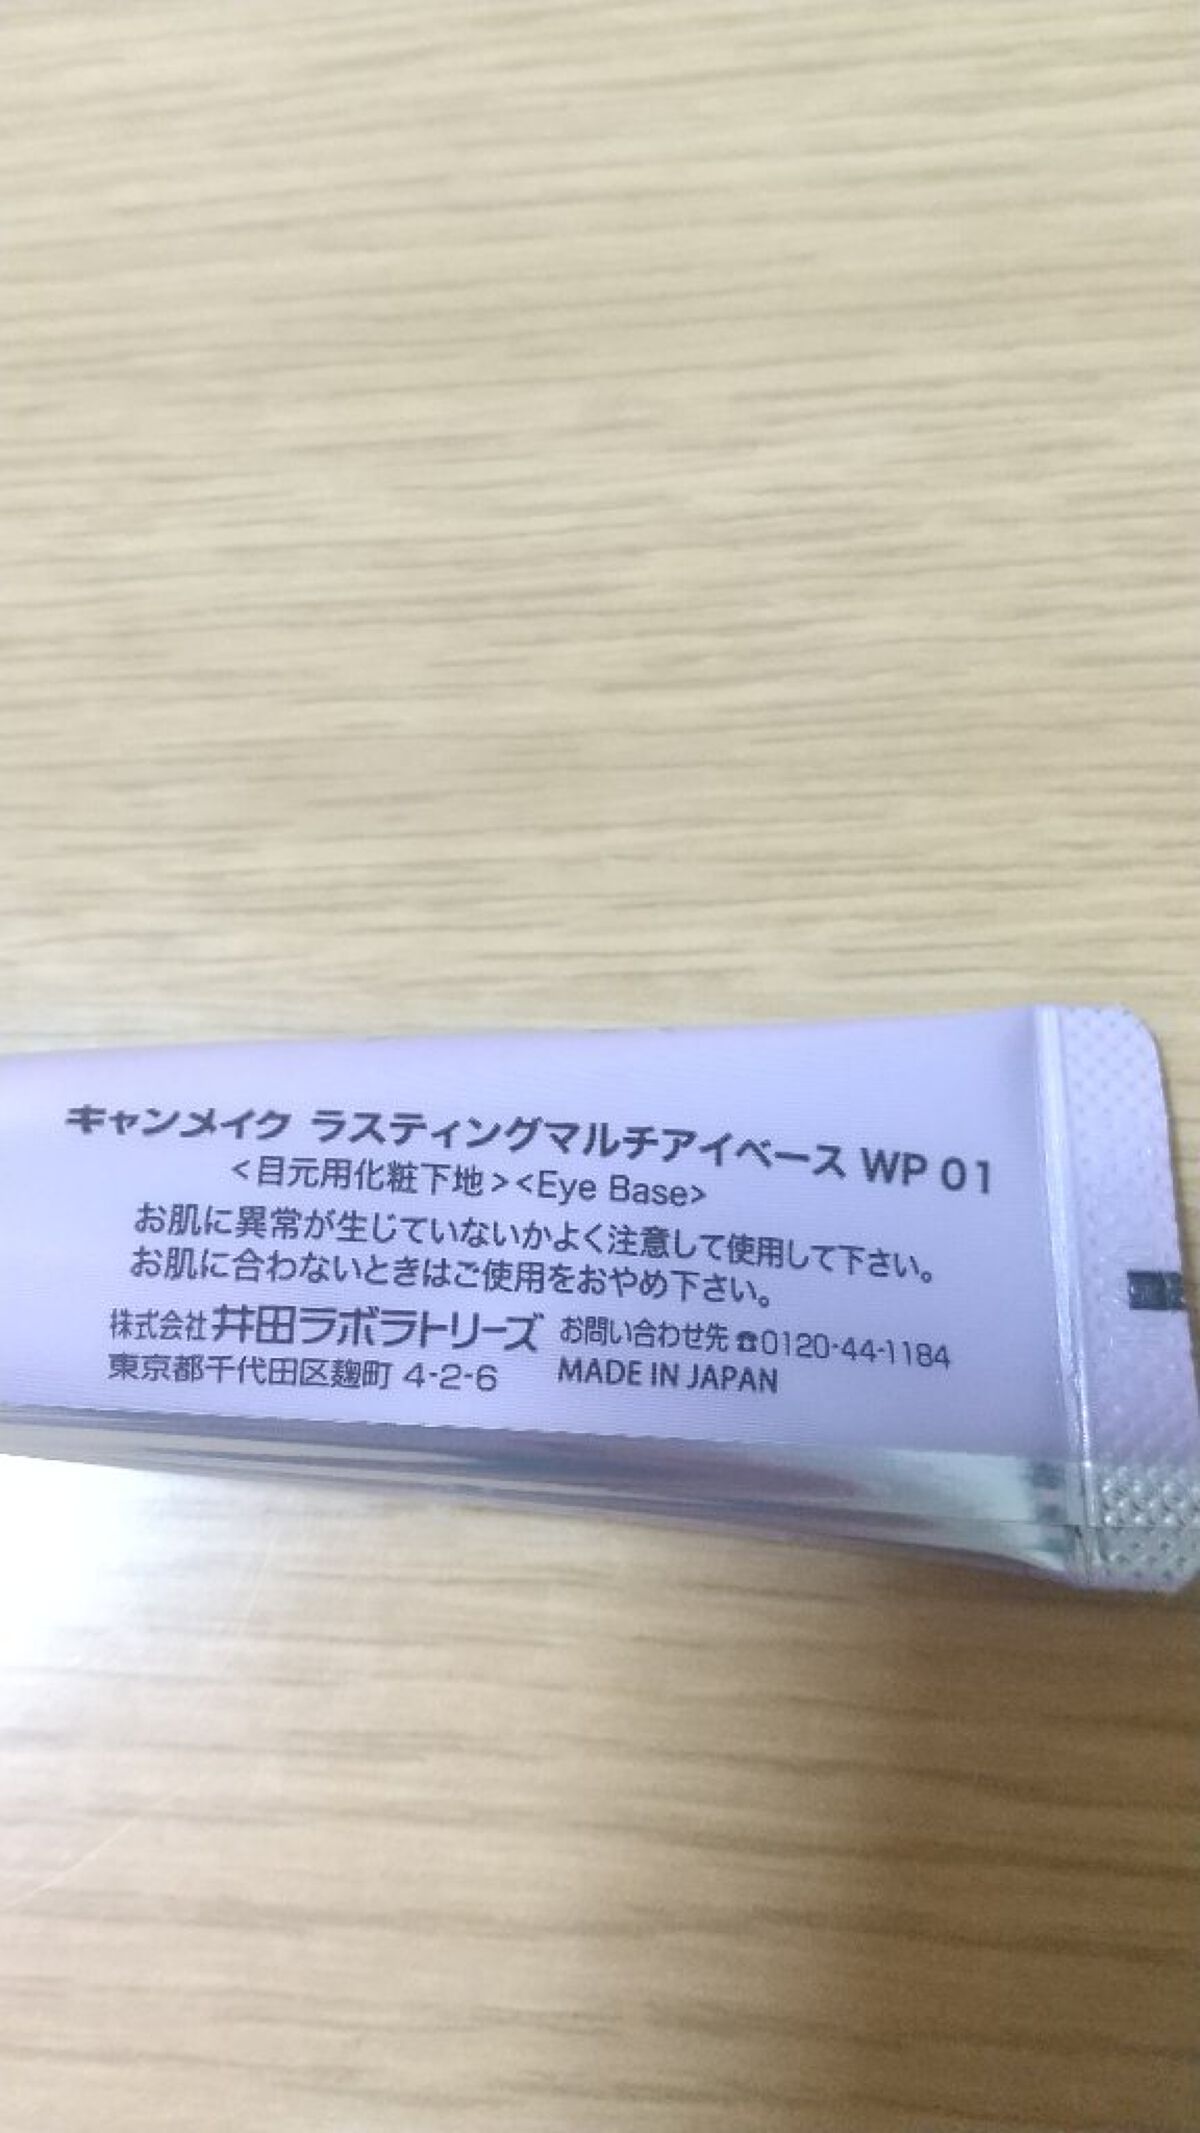 キャンメイク ラスティングマルチアイベース WP 01
<目元用化粧下地><Eye Base>
お肌に異常が生じていないかよく注意して使用して下さい。
お肌に合わないときはご使用をおやめ下さい。
株式会社井田ラボラトリーズ お問い合わせ先☎0120-44-1184
東京都千代田区麹町 4-2-6 MADE IN JAPAN